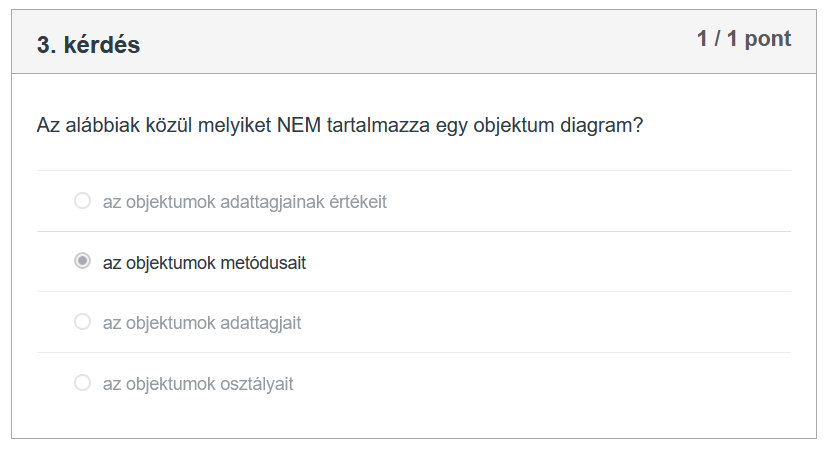 3. kérdés
1 / 1 pont
Az alábbiak közül melyiket NEM tartalmazza egy objektum diagram?
az objektumok adattagjainak értékeit
az objektumok metódusait
az objektumok adattagjait
az objektumok osztályait